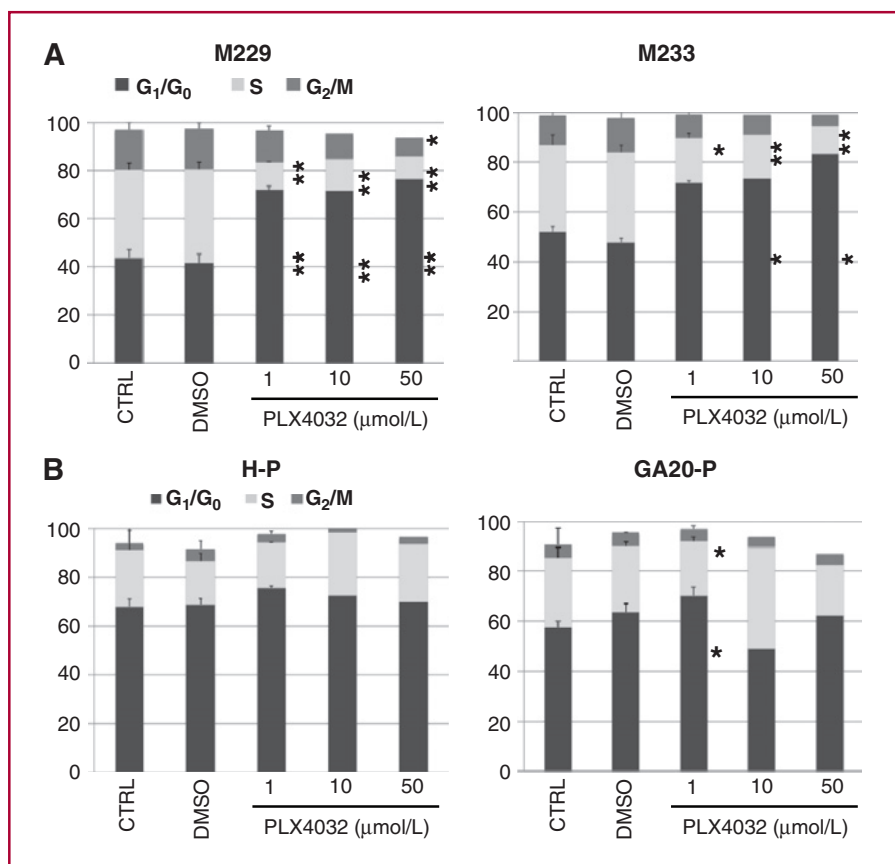 A
M229
M233
G₁/G₀ S G₂/M
100
80
60
40
20
0
** ** ** ** ** ** *
CTRL
DMSO
1 10 50
PLX4032 (μmol/L)
100
80
60
40
20
* ** * ** *
CTRL
DMSO
1 10 50
PLX4032 (μmol/L)
B
H-P
GA20-P
G₁/G₀ S G₂/M
100
80
60
40
20
0
CTRL
DMSO
1 10 50
PLX4032 (μmol/L)
100
80
60
40
20
0
* *
CTRL
DMSO
1 10 50
PLX4032 (μmol/L)